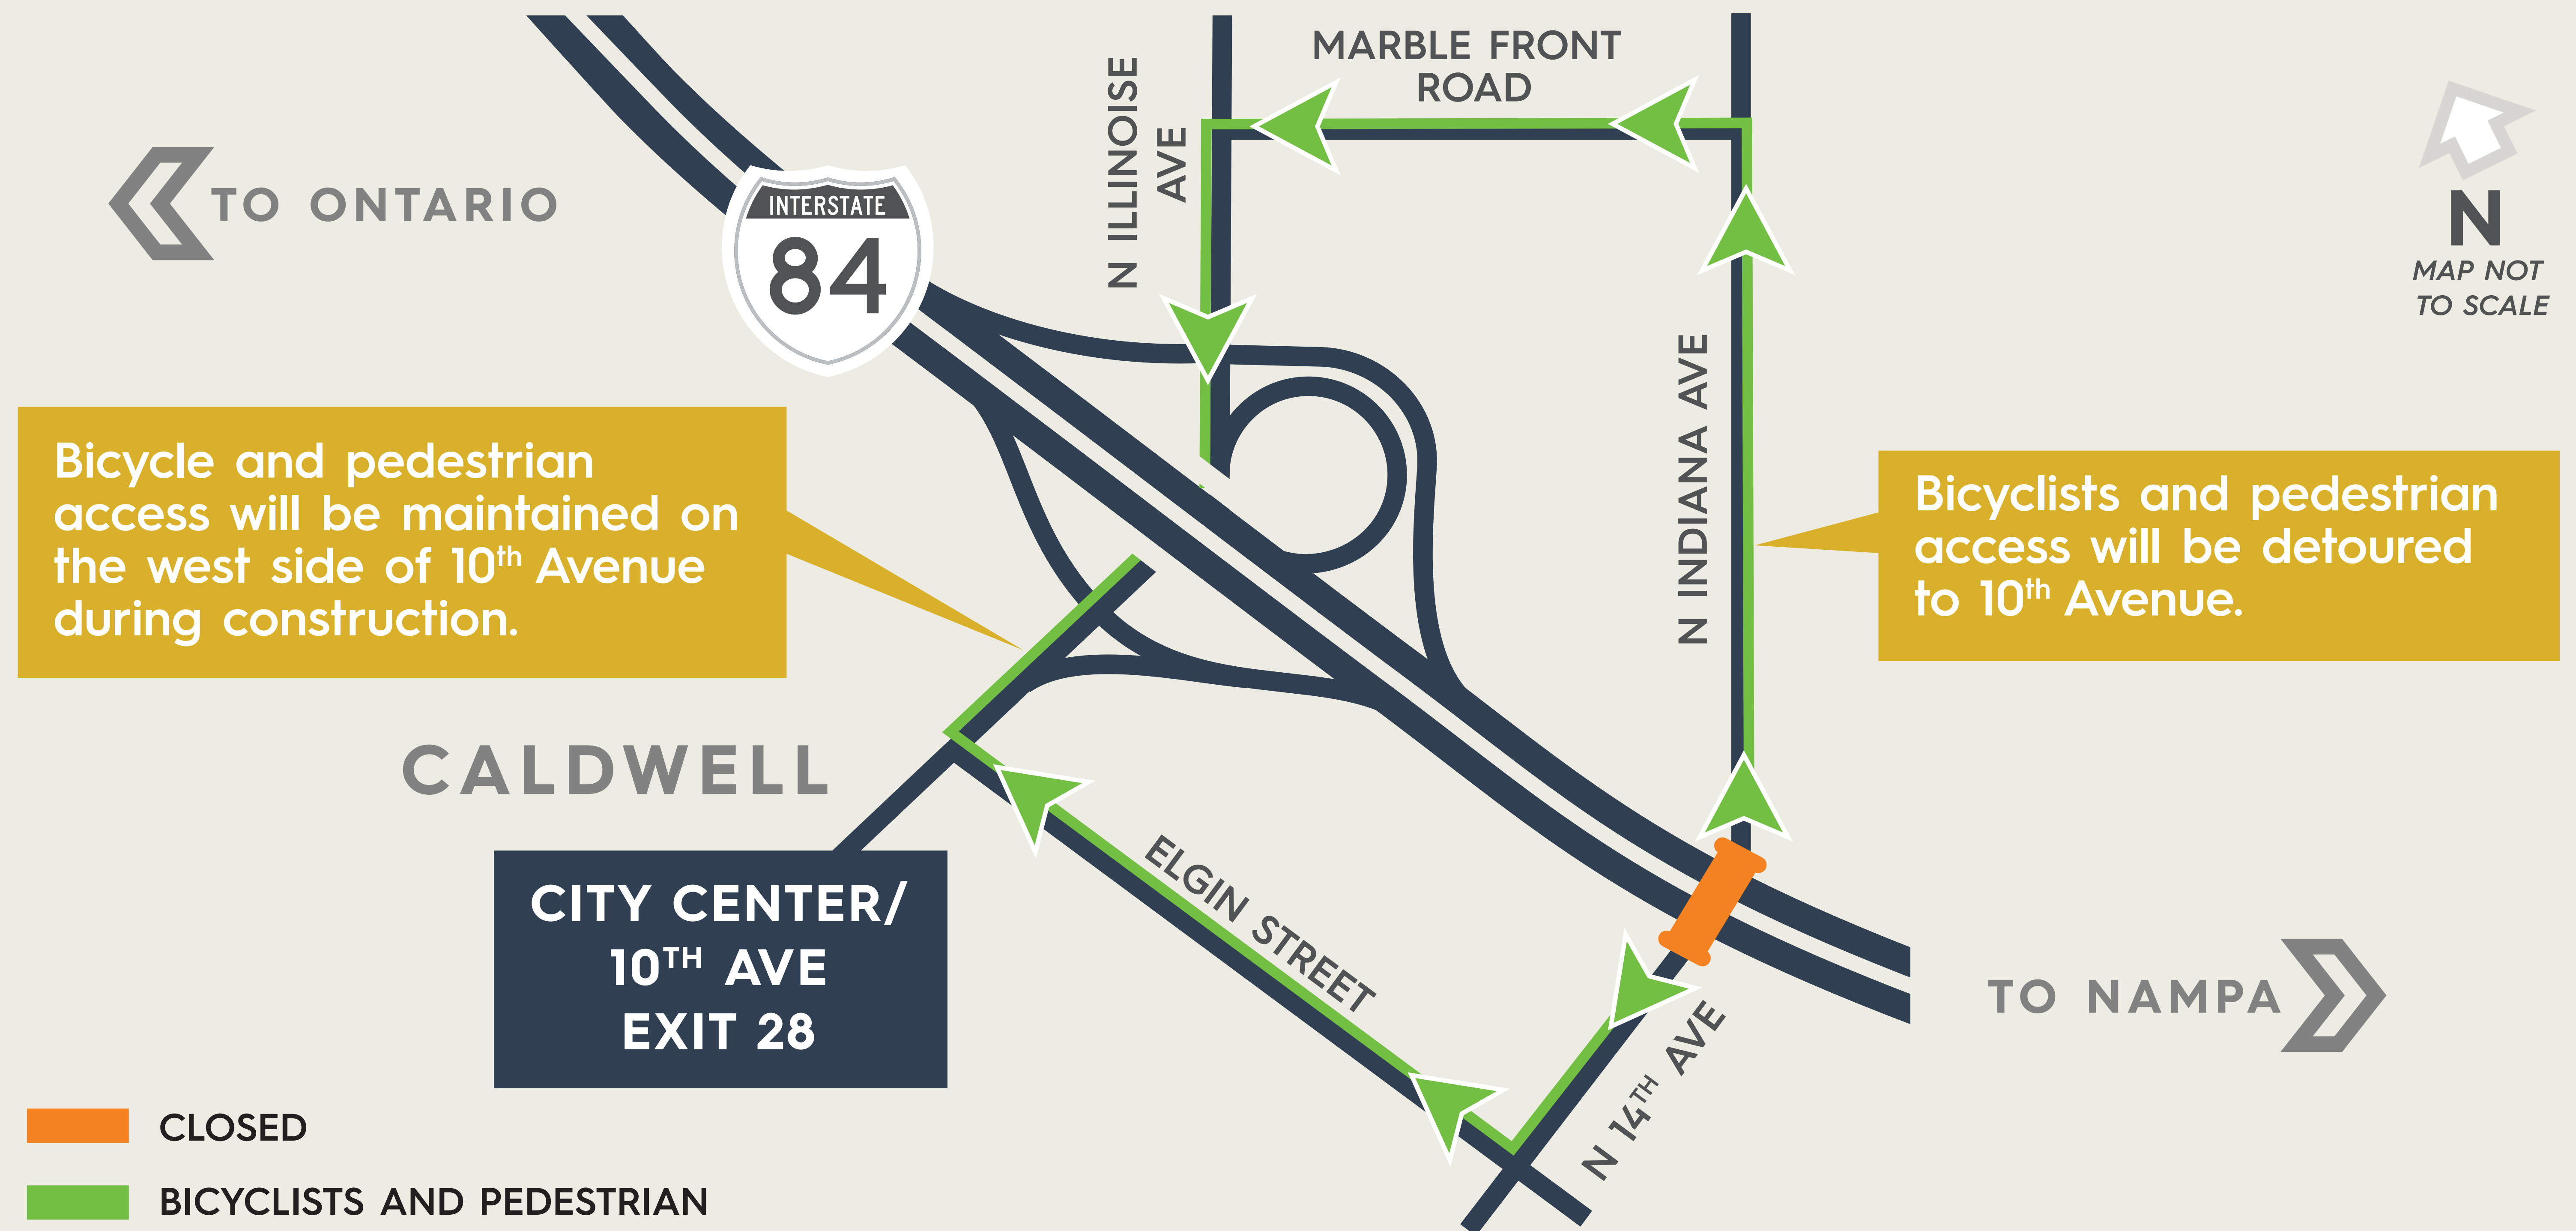 MARBLE FRONT
ROAD
N ILLINOISE
AVE
TO ONTARIO
INTERSTATE
84
N
MAP NOT
TO SCALE
Bicycle and pedestrian
access will be maintained on
the west side of 10th Avenue
during construction.
N INDIANA AVE
Bicyclists and pedestrian
access will be detoured
to 10th Avenue.
CALDWELL
CITY CENTER/
10TH AVE
EXIT 28
ELGIN STREET
N 14TH AVE
TO NAMPA
CLOSED
BICYCLISTS AND PEDESTRIAN